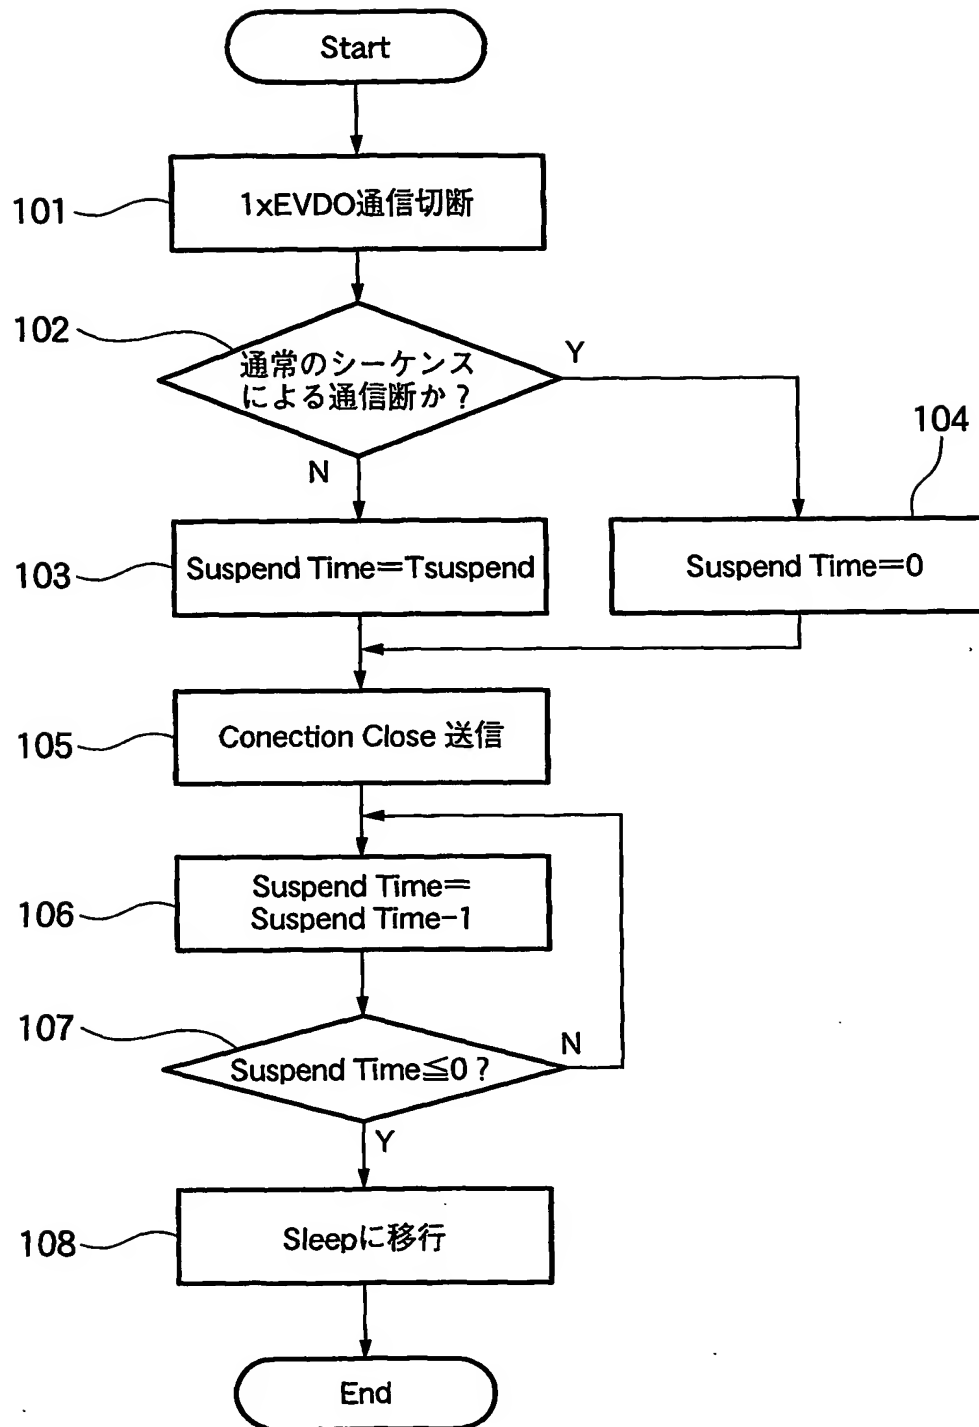 Start
101
1xEVDO通信切断
102
通常のシーケンス
による通信断か？
Y
N
104
103
Suspend Time=Tsuspend
Suspend Time=0
105
Conection Close 送信
106
Suspend Time=
Suspend Time-1
107
Suspend Time≦0？
N
Y
108
Sleepに移行
End